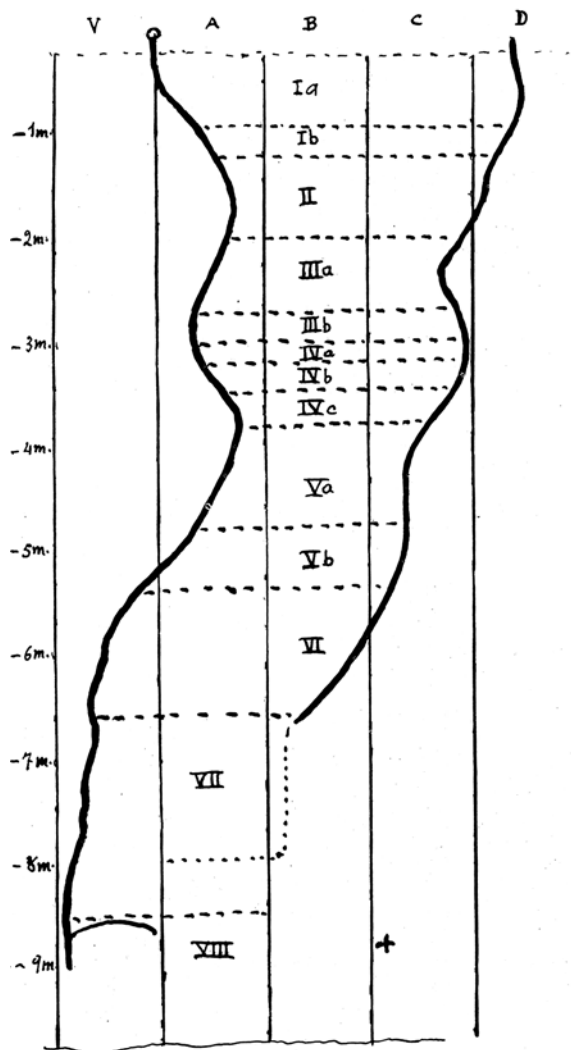 V A B C D
Ia
-1m.
Ib
II
-2m.
IIIa
IIIb
-3m.
IVa
IVb
IVc
-4m.
Va
-5m.
Vb
VI
-6m.
-7m.
VII
-8m.
VIII
-9m.